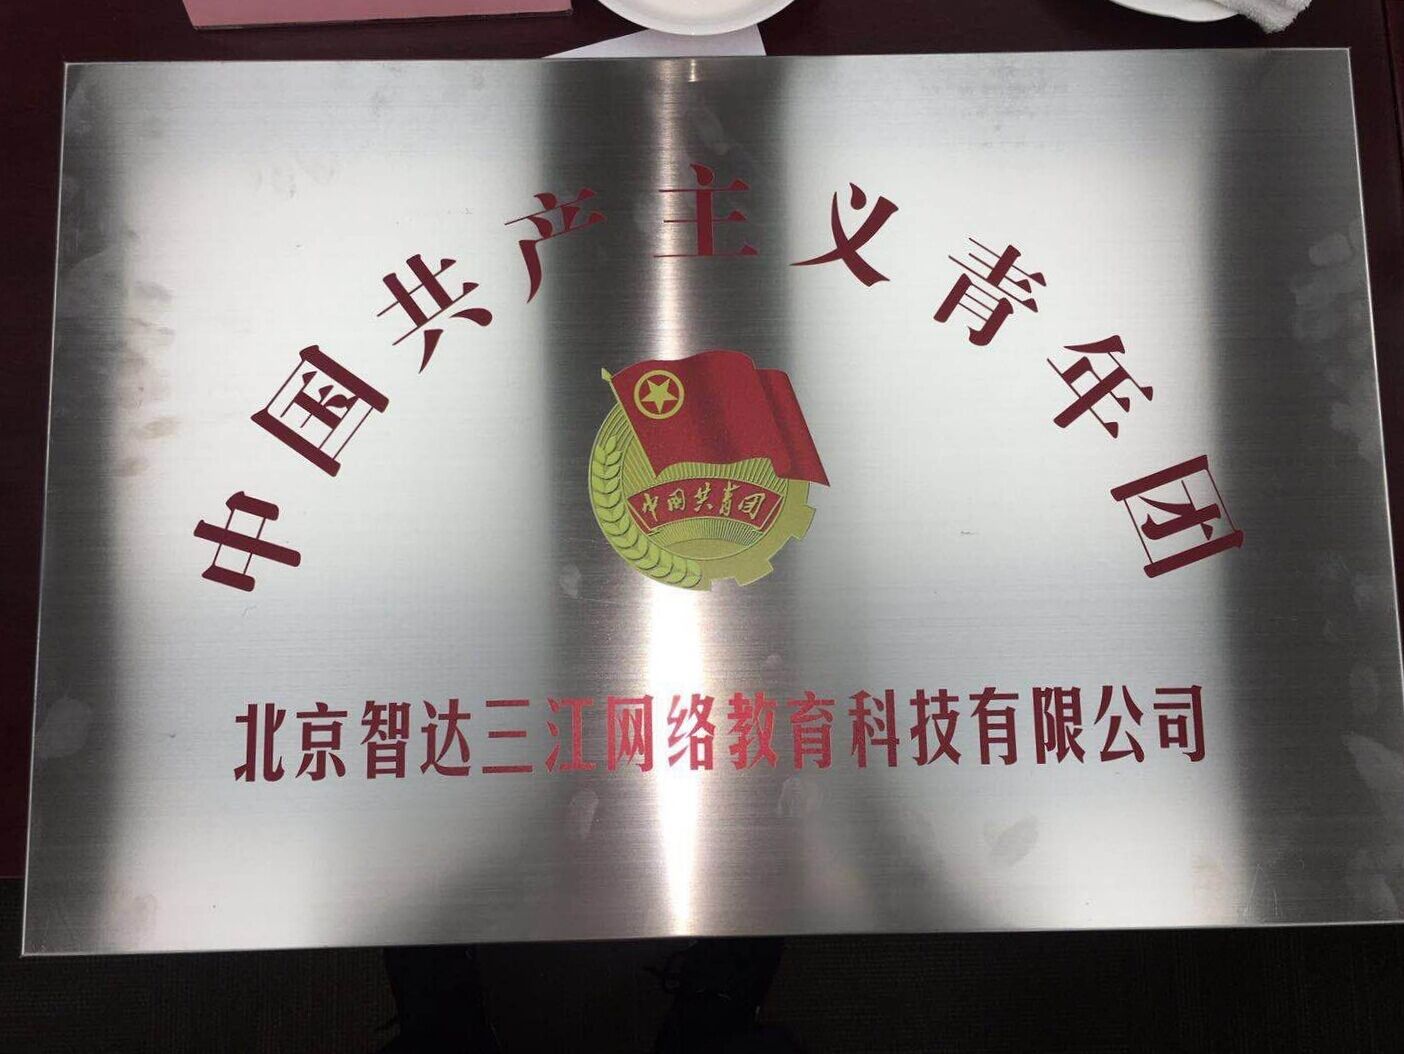 中国共产主义青年团
中国共青团
北京智达三江网络教育科技有限公司